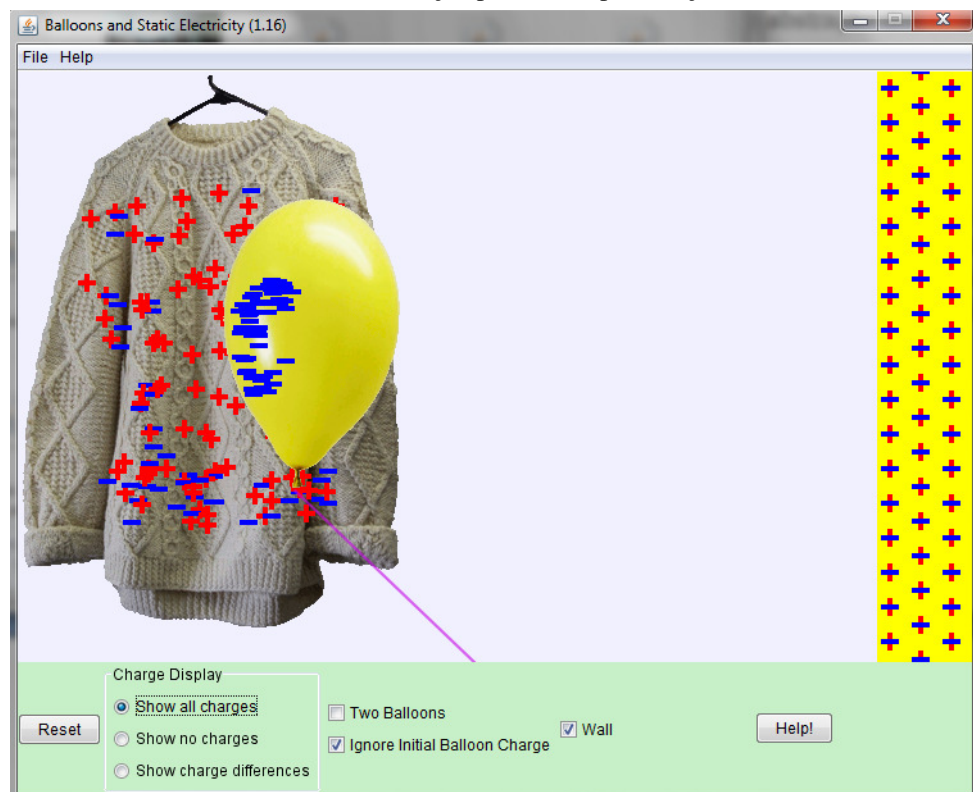 Balloons and Static Electricity (1.16)
File Help
Charge Display
Show all charges
Show no charges
Show charge differences
Reset
Two Balloons
Ignore Initial Balloon Charge
Wall
Help!